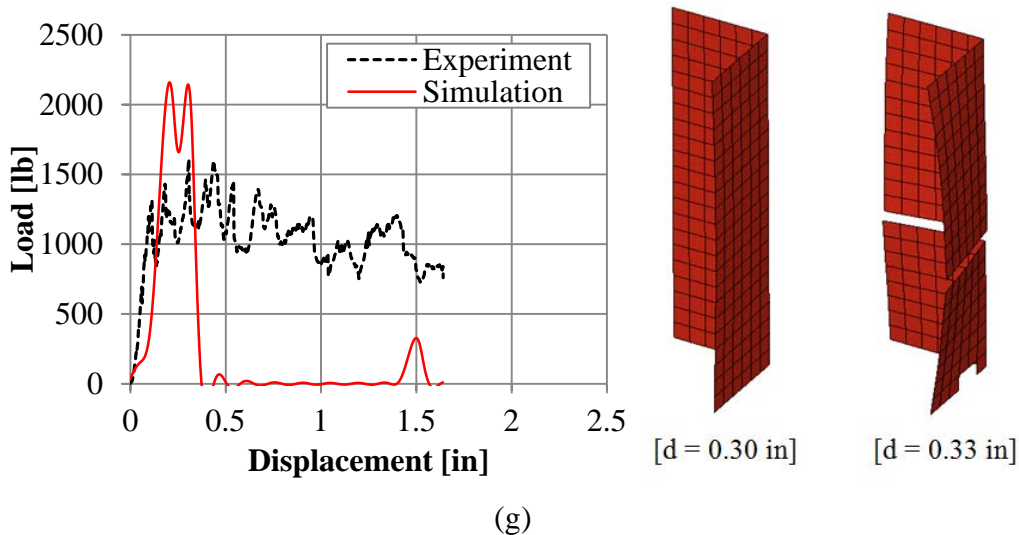 2500
2000
1500
1000
500
0
Load [lb]
Experiment
Simulation
0 0.5 1 1.5 2 2.5
Displacement [in]
[d = 0.30 in] [d = 0.33 in]
(g)